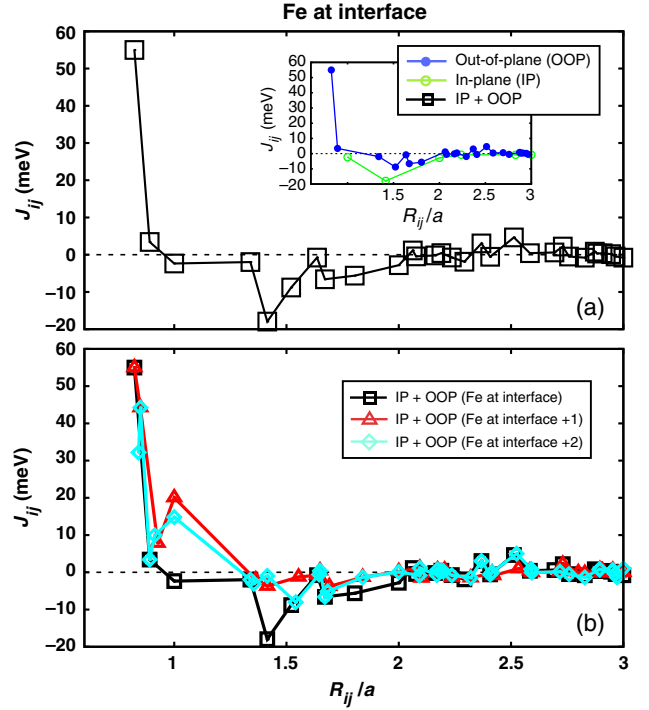 Fe at interface
60
50
40
30
20
10
0
−10
−20
J_ij (meV)
60
50
40
30
20
10
0
−10
−20
J_ij (meV)
1
1.5
2
2.5
3
R_ij/a
Out-of-plane (OOP)
In-plane (IP)
IP + OOP
(a)
60
50
40
30
20
10
0
−10
−20
J_ij (meV)
IP + OOP (Fe at interface)
IP + OOP (Fe at interface +1)
IP + OOP (Fe at interface +2)
(b)
1
1.5
2
2.5
3
R_ij/a